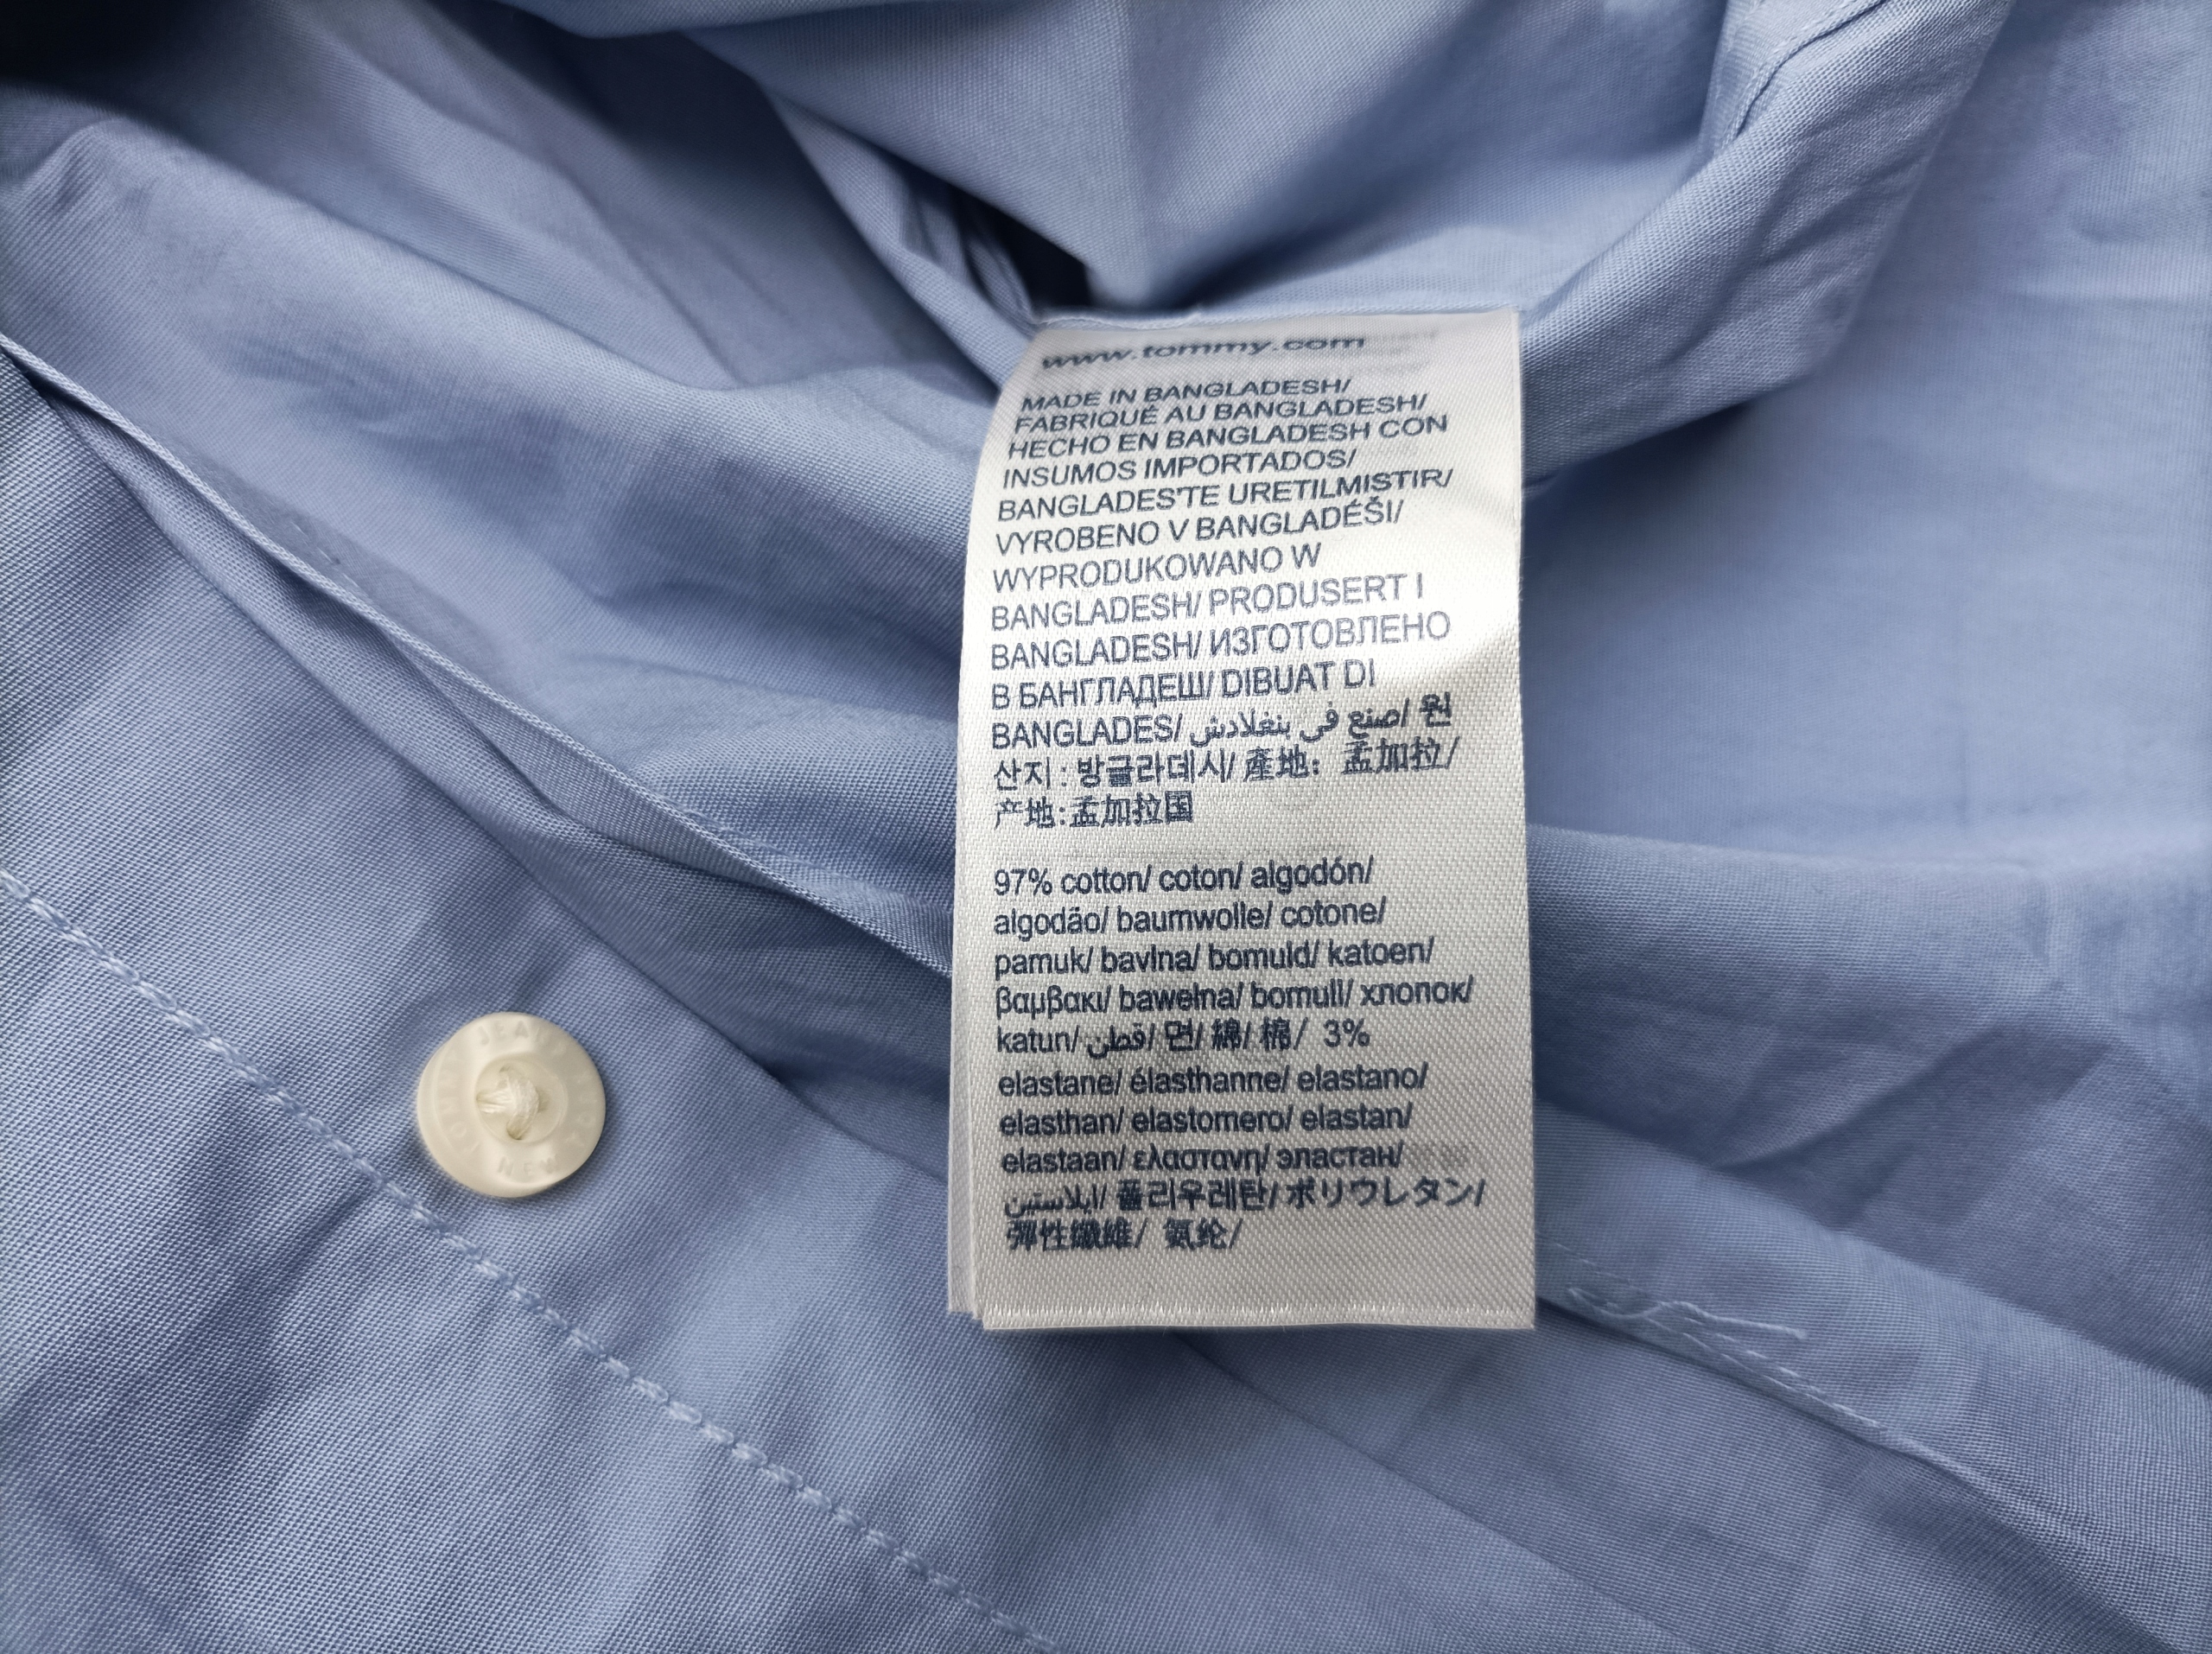 www.tommy.com
MADE IN BANGLADESH/
FABRIQUÉ AU BANGLADESH/
HECHO EN BANGLADESH CON
INSUMOS IMPORTADOS/
BANGLADES'TE URETILMISTIR/
VYROBENO V BANGLADÉŠI/
WYPRODUKOWANO W
BANGLADESH/ PRODUSERT I
BANGLADESH/ ИЗГОТОВЛЕНО
В БАНГЛАДЕШ/ DIBUAT DI
BANGLADES/ صنع في بنغلادش/ 원
산지 : 방글라데시/ 產地: 孟加拉/
产地:孟加拉国
97% cotton/ coton/ algodón/
algodão/ baumwolle/ cotone/
pamuk/ bavlna/ bomuld/ katoen/
βαμβακι/ bawełna/ bomull/ хлопок/
katun/ قطن/ 면/ 綿/ 棉/ 3%
elastane/ élasthanne/ elastano/
elasthan/ elastomero/ elastan/
elastaan/ ελαστανη/ эластан/
ايلاستين/ 폴리우레탄/ ポリウレタン/
彈性纖維/ 氨纶/
NEW